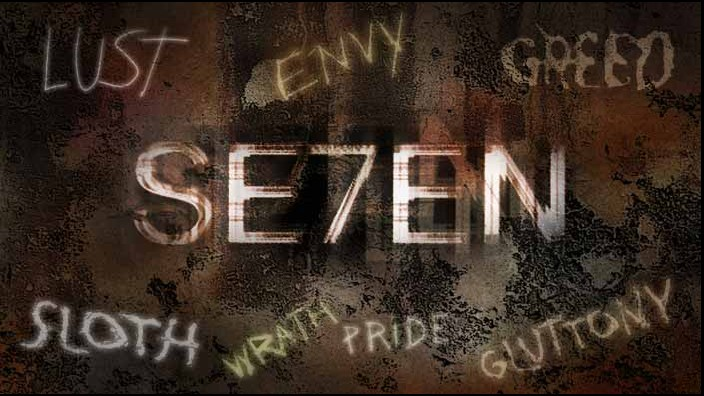 LUST ENVY GREED
SE7EN
SLOTH WRATH PRIDE GLUTTONY